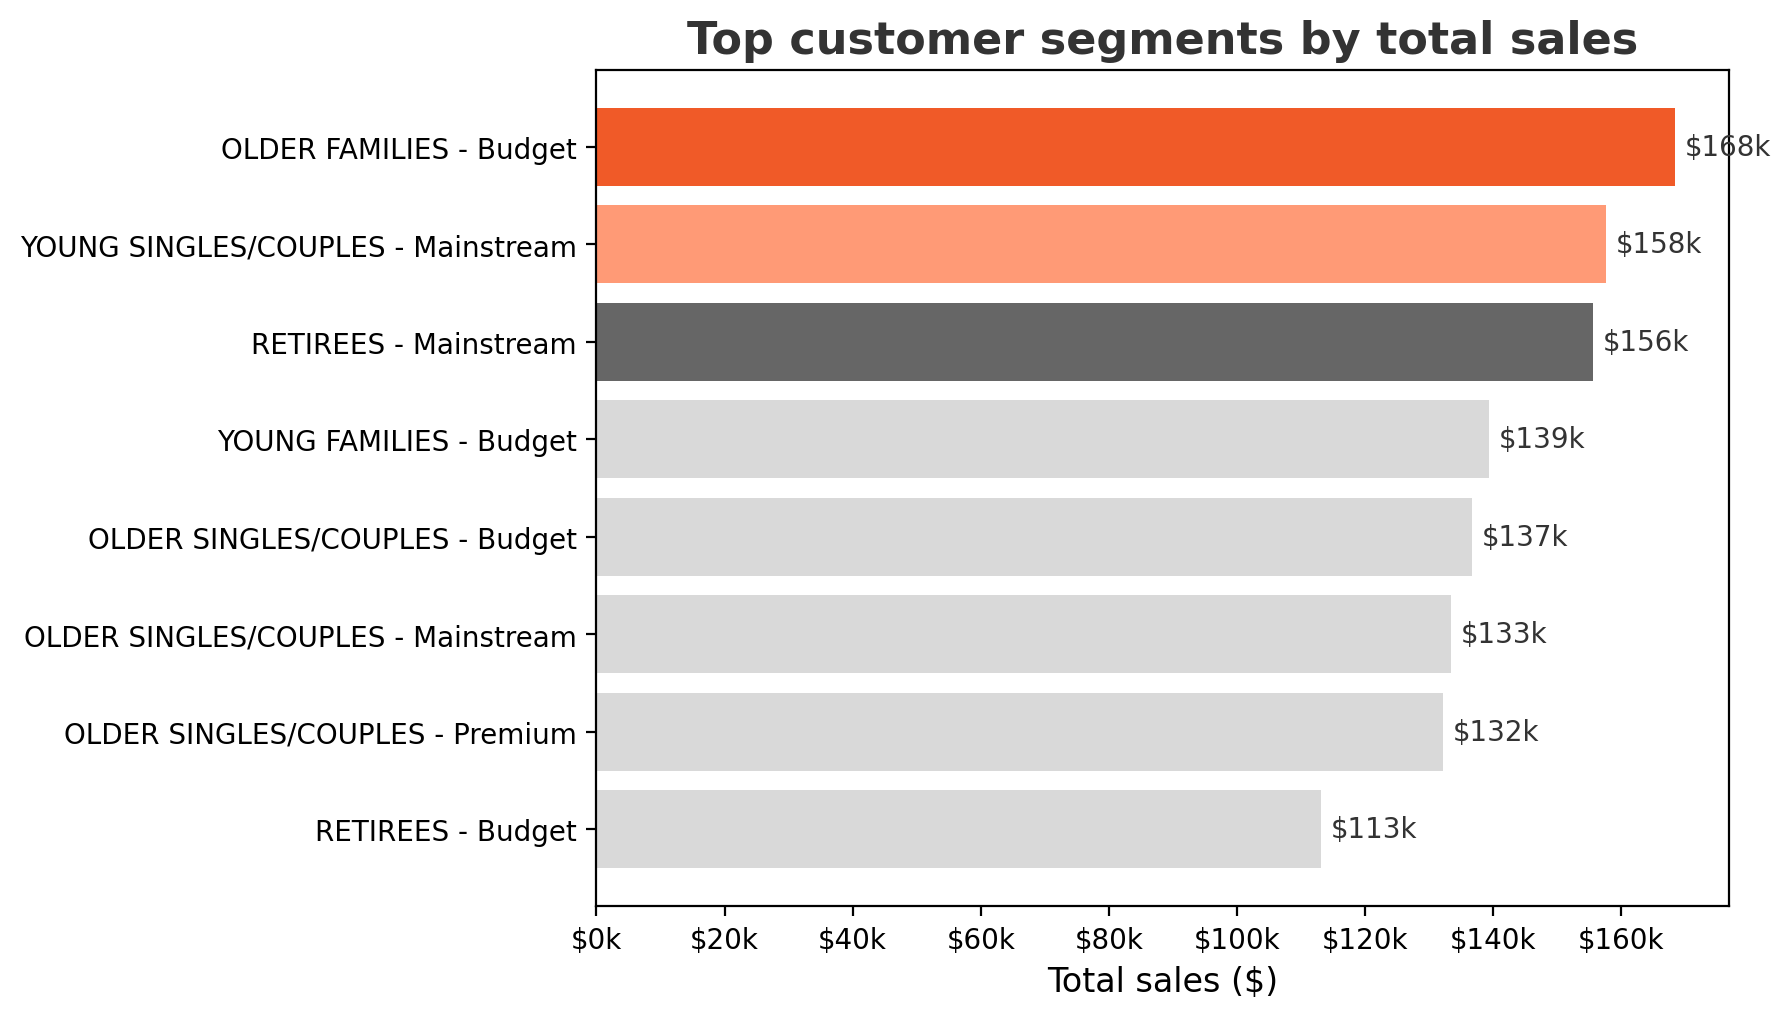 Top customer segments by total sales
OLDER FAMILIES - Budget $168k
YOUNG SINGLES/COUPLES - Mainstream $158k
RETIREES - Mainstream $156k
YOUNG FAMILIES - Budget $139k
OLDER SINGLES/COUPLES - Budget $137k
OLDER SINGLES/COUPLES - Mainstream $133k
OLDER SINGLES/COUPLES - Premium $132k
RETIREES - Budget $113k
$0k $20k $40k $60k $80k $100k $120k $140k $160k
Total sales ($)